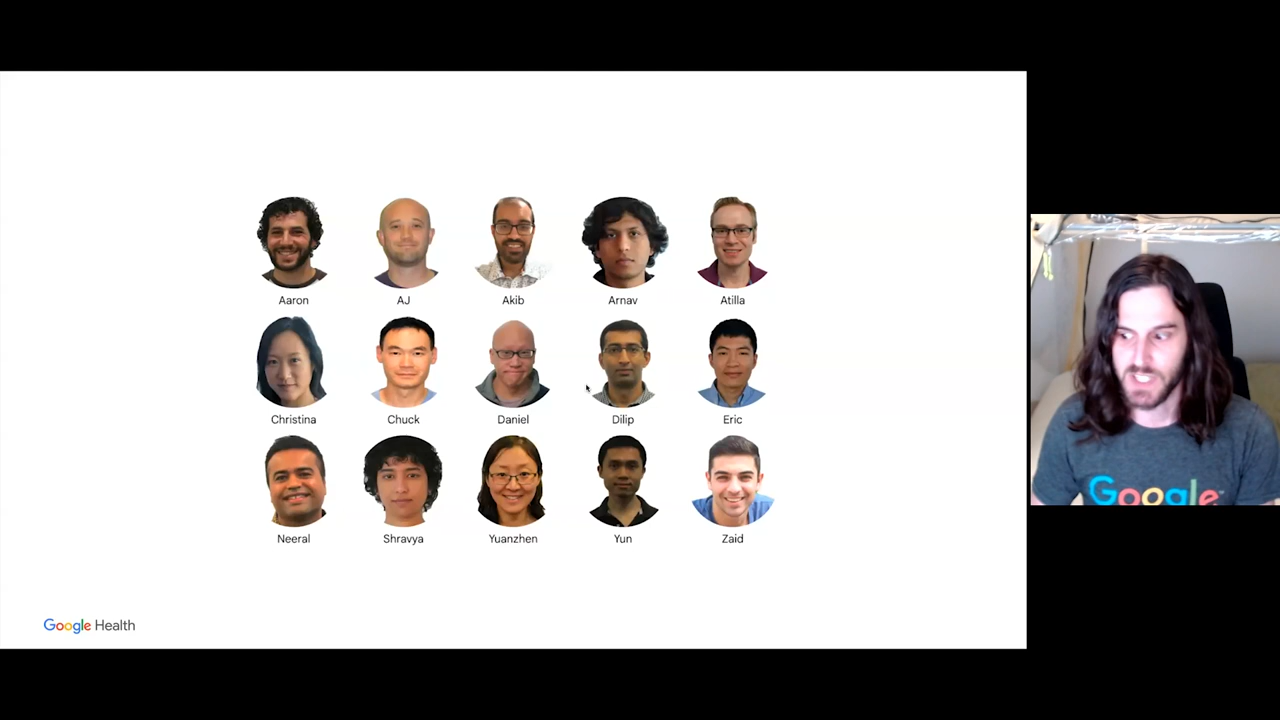 Aaron
AJ
Akib
Arnav
Atilla
Christina
Chuck
Daniel
Dilip
Eric
Neeral
Shravya
Yuanzhen
Yun
Zaid
Google Health
Google